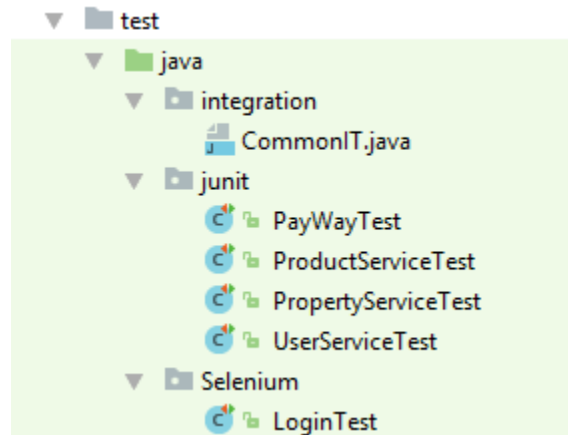 test
java
integration
CommonIT.java
junit
PayWayTest
ProductServiceTest
PropertyServiceTest
UserServiceTest
Selenium
LoginTest